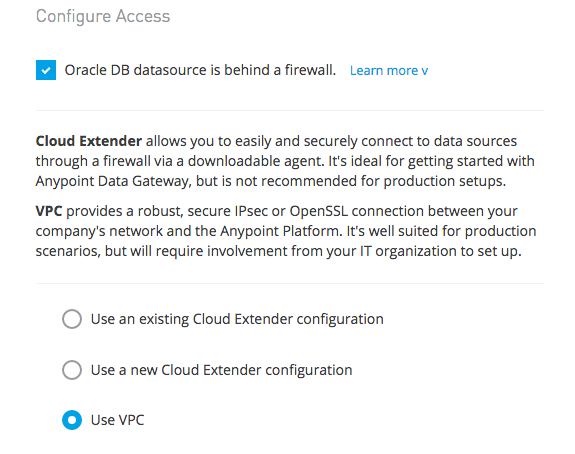 Configure Access
Oracle DB datasource is behind a firewall. Learn more v
Cloud Extender allows you to easily and securely connect to data sources
through a firewall via a downloadable agent. It's ideal for getting started with
Anypoint Data Gateway, but is not recommended for production setups.
VPC provides a robust, secure IPsec or OpenSSL connection between your
company's network and the Anypoint Platform. It's well suited for production
scenarios, but will require involvement from your IT organization to set up.
Use an existing Cloud Extender configuration
Use a new Cloud Extender configuration
Use VPC